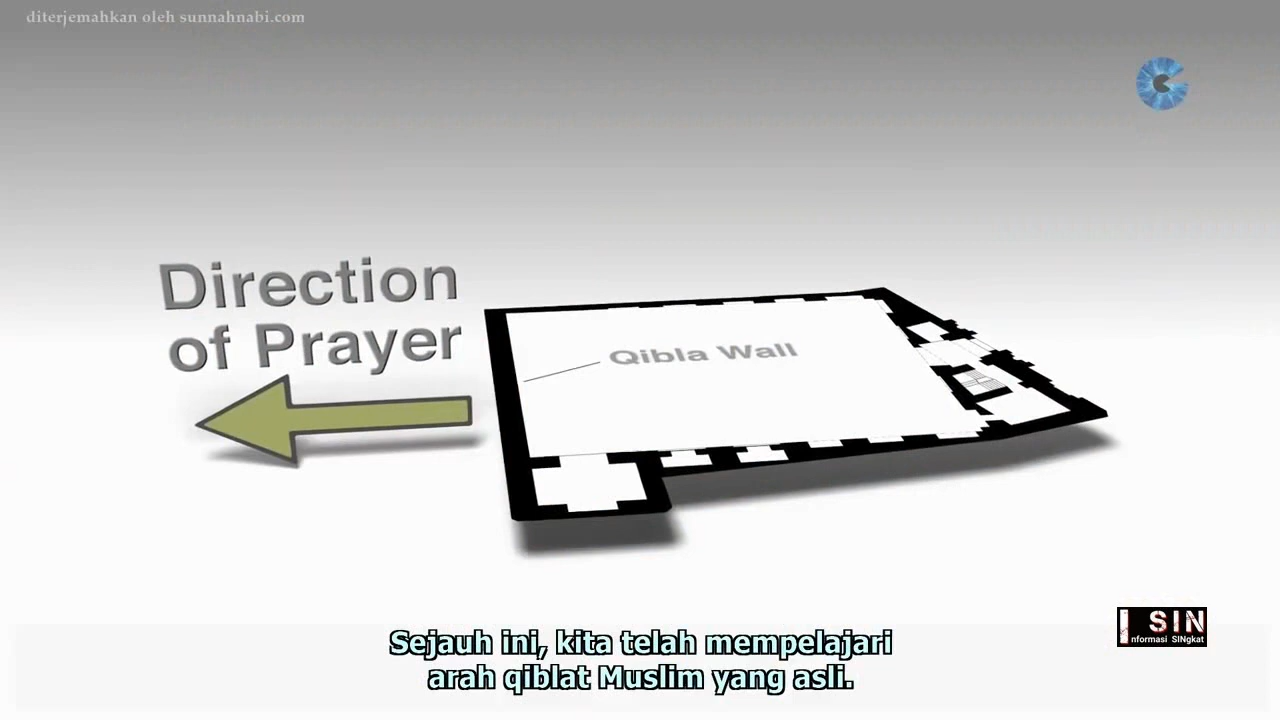 diterjemahkan oleh sunnahnabi.com
Direction
of Prayer
Qibla Wall
I SIN
nformasi SINgkat
Sejauh ini, kita telah mempelajari
arah qiblat Muslim yang asli.